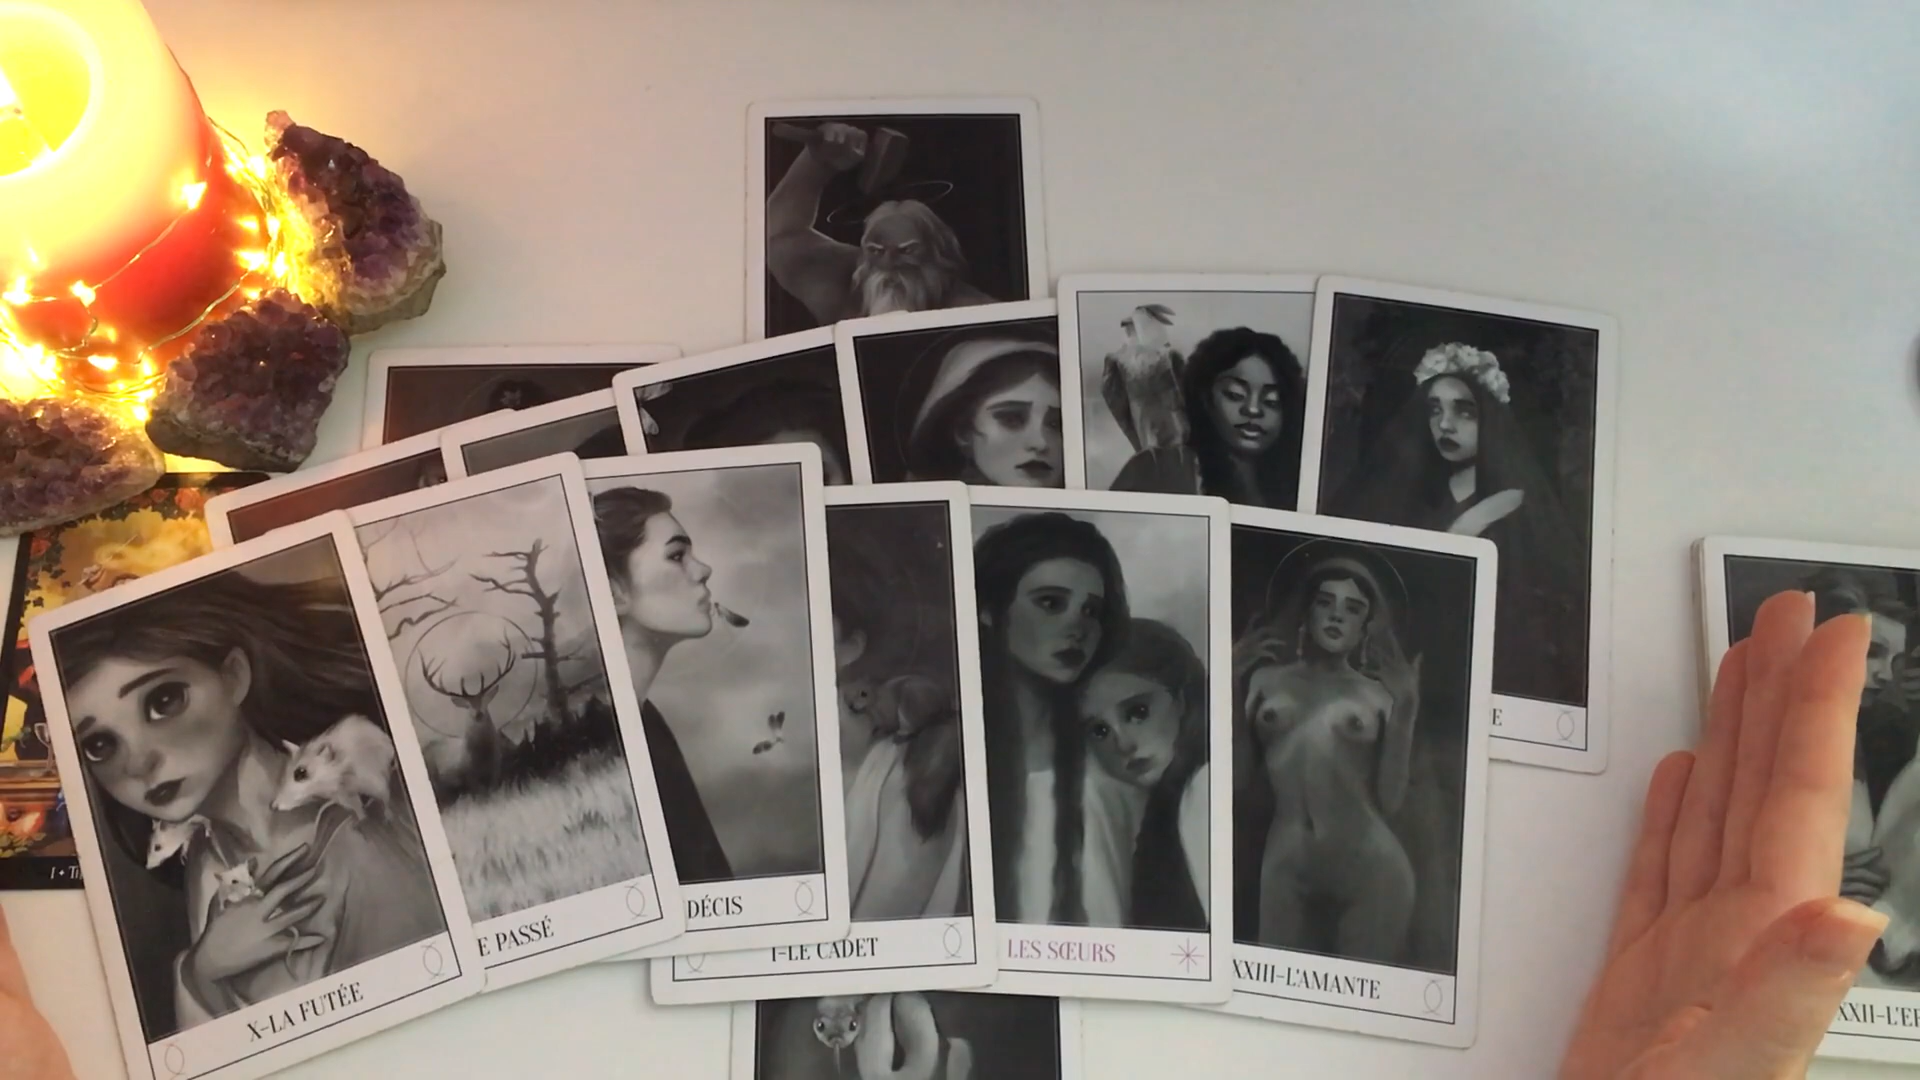 E
DÉCIS
E PASSÉ
I-LE CADET
LES SŒURS
XXIII-L'AMANTE
X-LA FUTÉE
XXII-L'E
I